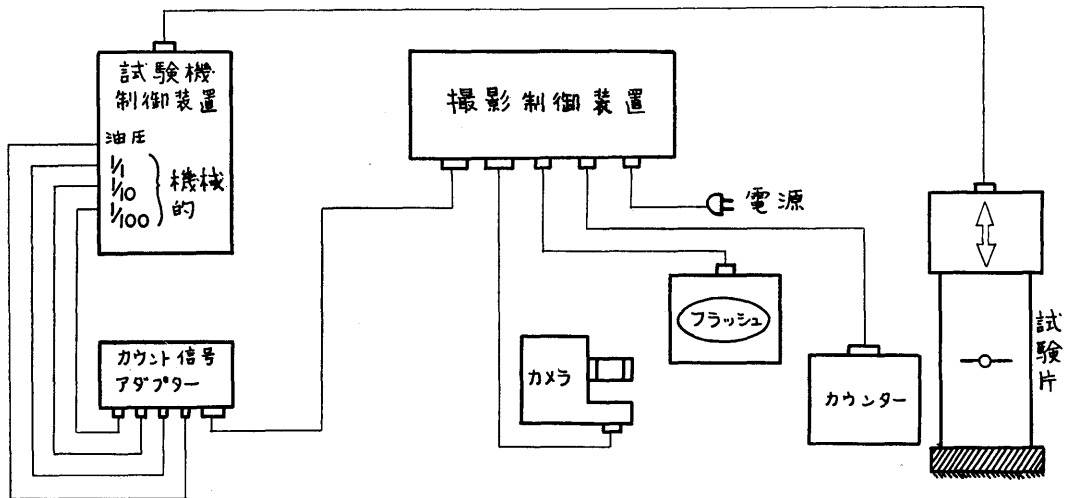 試験機
制御装置
油圧
1/1
1/10
1/100
機械
的
撮影制御装置
電源
フラッシュ
カメラ
カウンター
試験片
カウント信号
アダプター